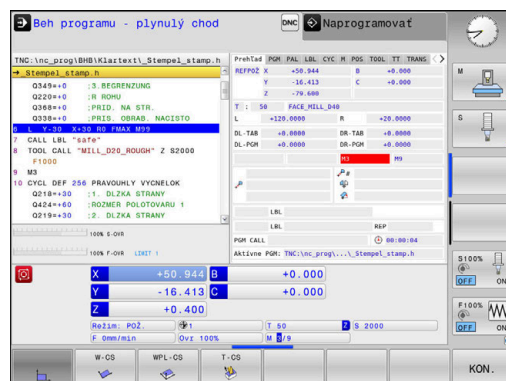 Beh programu - plynulý chod
DNC
Naprogramovať
TNC:\nc_prog\BHB\Klartext\_Stempel_stamp.h
→_Stempel_stamp.h
Q349=+0 ;3.BEGRENZUNG
Q220=+0 ;R ROHU
Q368=+0 ;PRID. NA STR.
Q338=+0 ;PRIS. OBRAB. NACISTO
6 L Y-30 X+30 R0 FMAX M99
7 CALL LBL "safe"
8 TOOL CALL "MILL_D20_ROUGH" Z S2000
F1000
9 M3
10 CYCL DEF 256 PRAVOUHLY VYCNELOK
Q218=+30 ;1. DLZKA STRANY
Q424=+60 ;ROZMER POLOTOVARU 1
Q219=+30 ;2. DLZKA STRANY
100% S-OVR
100% F-OVR LIMIT 1
Prehľad PGM PAL LBL CYC M POS TOOL TT TRANS
REFPOZ X +50.944 B +0.000
Y -16.413 C +0.000
Z -79.600
T : 50 FACE_MILL_D40
L +120.0000 R +20.0000
DL-TAB +0.0000 DR-TAB +0.0000
DL-PGM +0.0000 DR-PGM +0.0000
M3 M9
LBL
LBL REP
PGM CALL 00:00:04
Aktívne PGM: TNC:\nc_prog\...\_Stempel_stamp.h
X +50.944 B +0.000
Y -16.413 C +0.000
Z +0.400
Režim: POŽ. 1 T 50 Z S 2000
F 0mm/min Ovr 100% M 3/9
W-CS WPL-CS T-CS
KON.
M
S
S100%
OFF ON
F100%
OFF ON